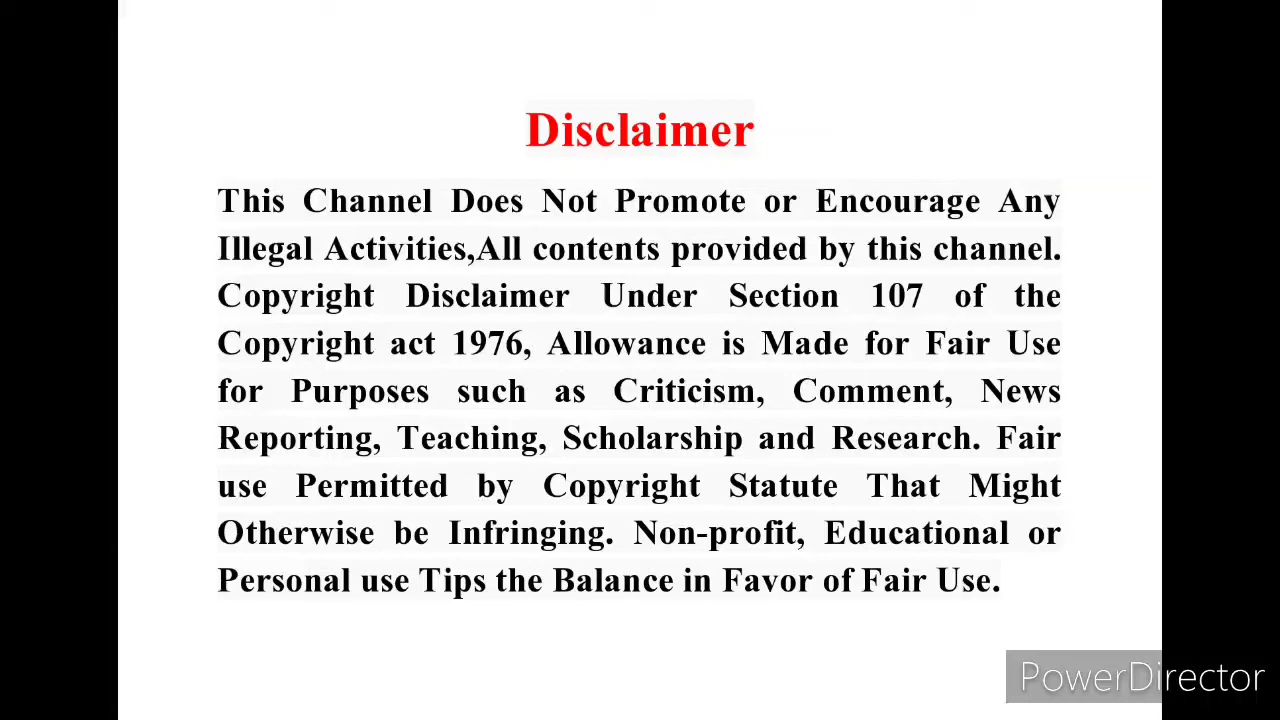 Disclaimer
This Channel Does Not Promote or Encourage Any
Illegal Activities,All contents provided by this channel.
Copyright Disclaimer Under Section 107 of the
Copyright act 1976, Allowance is Made for Fair Use
for Purposes such as Criticism, Comment, News
Reporting, Teaching, Scholarship and Research. Fair
use Permitted by Copyright Statute That Might
Otherwise be Infringing. Non-profit, Educational or
Personal use Tips the Balance in Favor of Fair Use.
PowerDirector